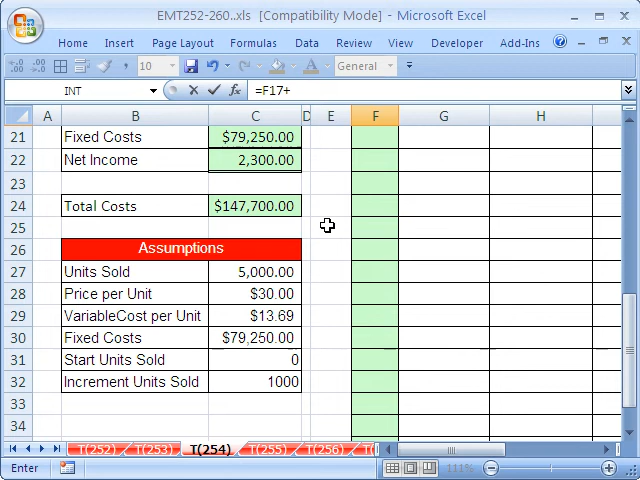 EMT252-260..xls [Compatibility Mode] - Microsoft Excel
Home Insert Page Layout Formulas Data Review View Developer Add-Ins
10 General
INT =F17+
A B C D E F G H
21 Fixed Costs $79,250.00
22 Net Income 2,300.00
23
24 Total Costs $147,700.00
25
26 Assumptions
27 Units Sold 5,000.00
28 Price per Unit $30.00
29 VariableCost per Unit $13.69
30 Fixed Costs $79,250.00
31 Start Units Sold 0
32 Increment Units Sold 1000
33
34
T(252) T(253) T(254) T(255) T(256)
Enter 111%